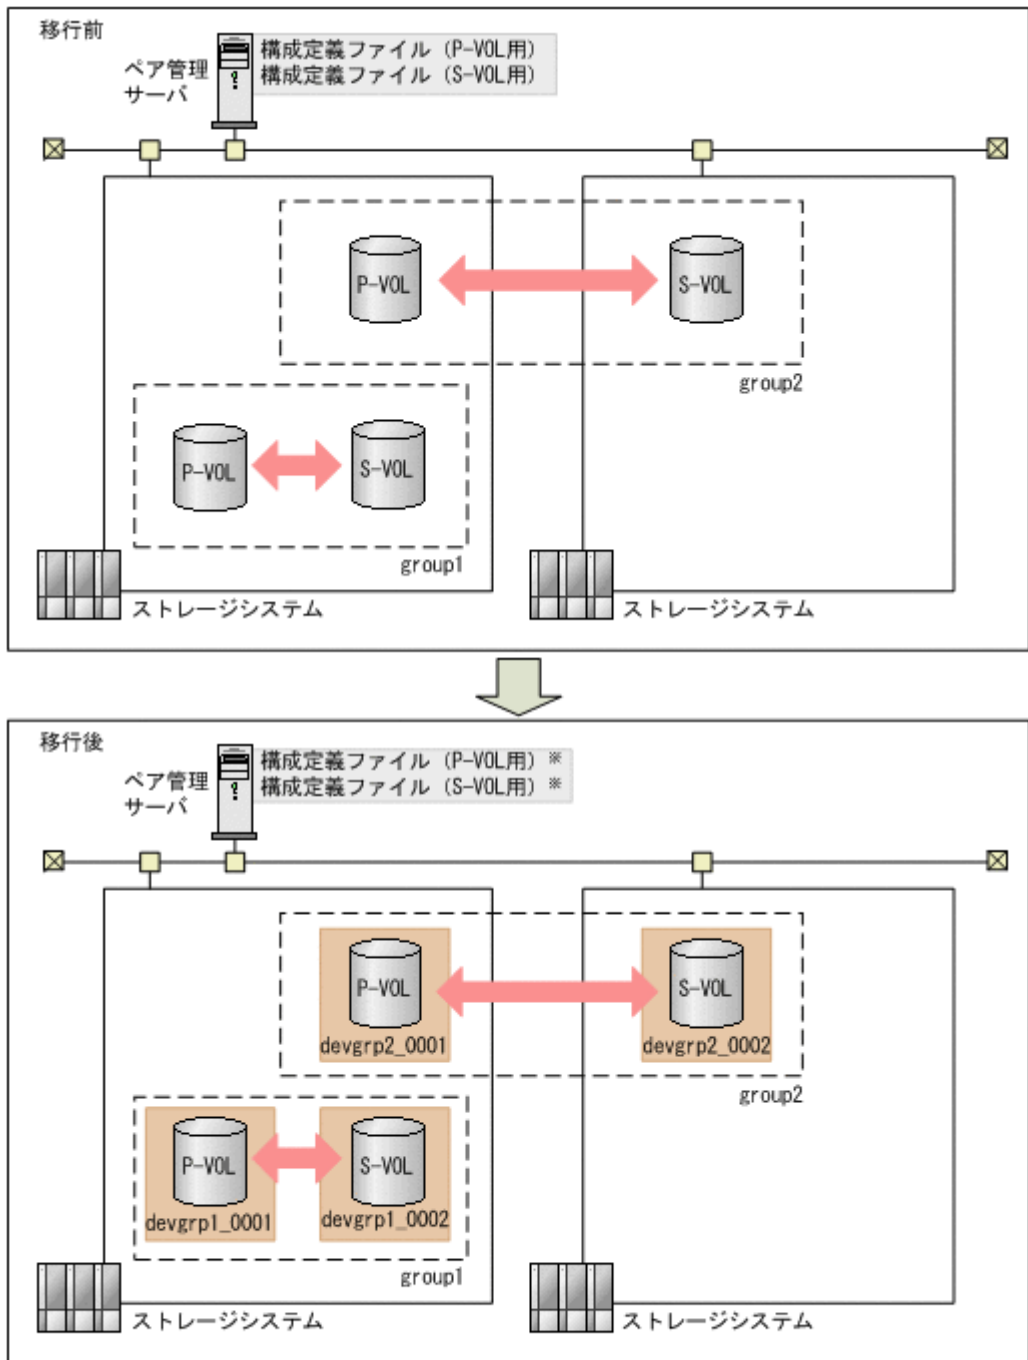 移行前
構成定義ファイル（P-VOL用）
構成定義ファイル（S-VOL用）
ペア管理
サーバ
P-VOL
S-VOL
group2
P-VOL
S-VOL
group1
ストレージシステム
ストレージシステム
移行後
構成定義ファイル（P-VOL用）※
構成定義ファイル（S-VOL用）※
ペア管理
サーバ
P-VOL
S-VOL
devgrp2_0001
devgrp2_0002
group2
P-VOL
S-VOL
devgrp1_0001
devgrp1_0002
group1
ストレージシステム
ストレージシステム